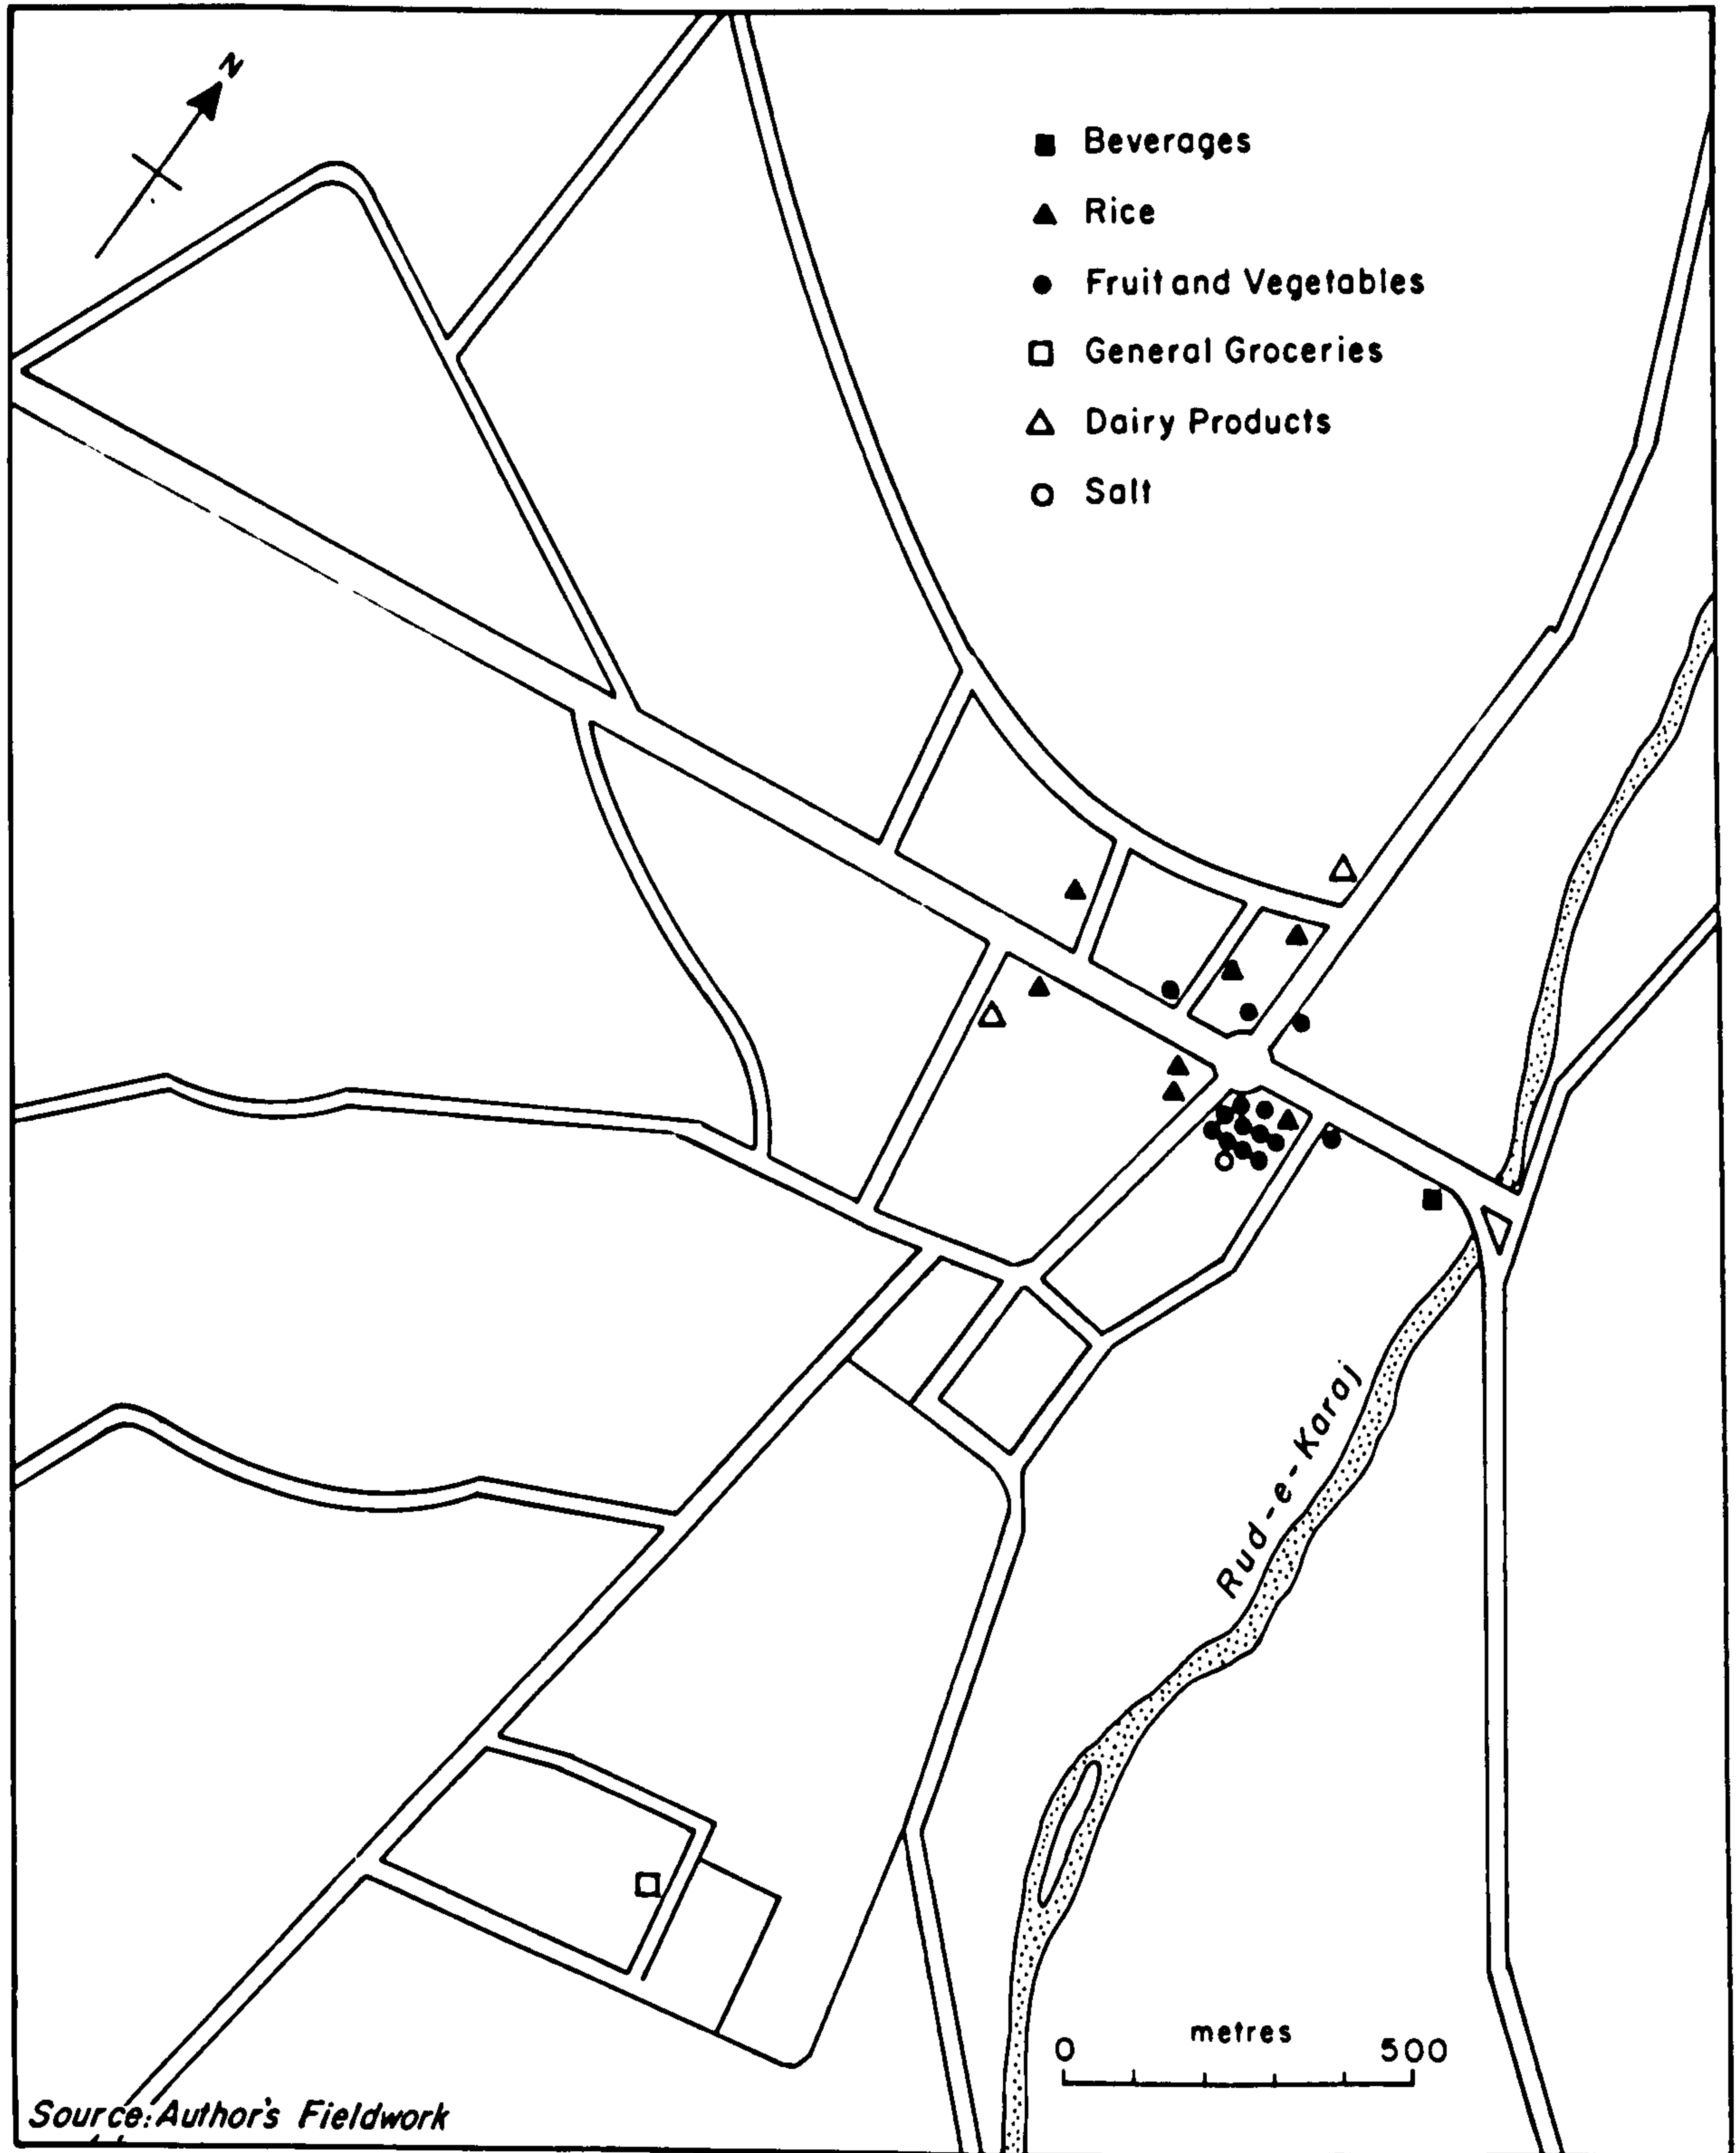 N
Beverages
Rice
Fruit and Vegetables
General Groceries
Dairy Products
Salt
Rud-e-Karaj
metres
0 500
Source: Author's Fieldwork